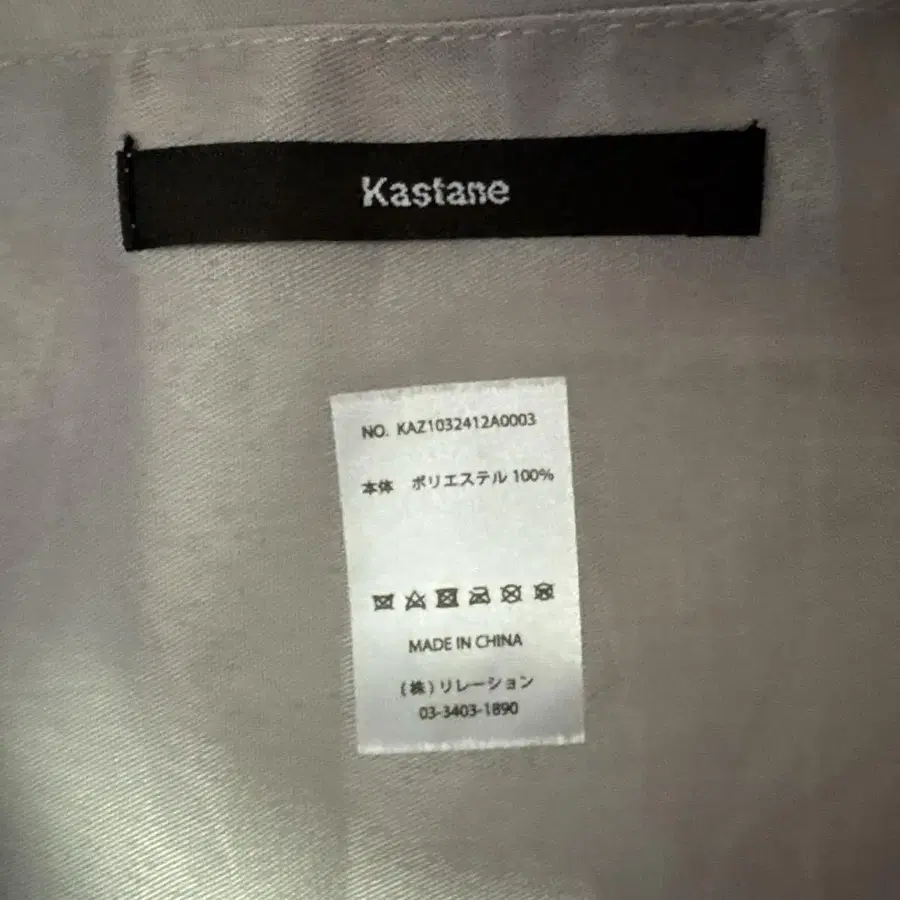 Kastane
NO. KAZ1032412A0003
本体 ポリエステル 100%
MADE IN CHINA
(株)リレーション
03-3403-1890